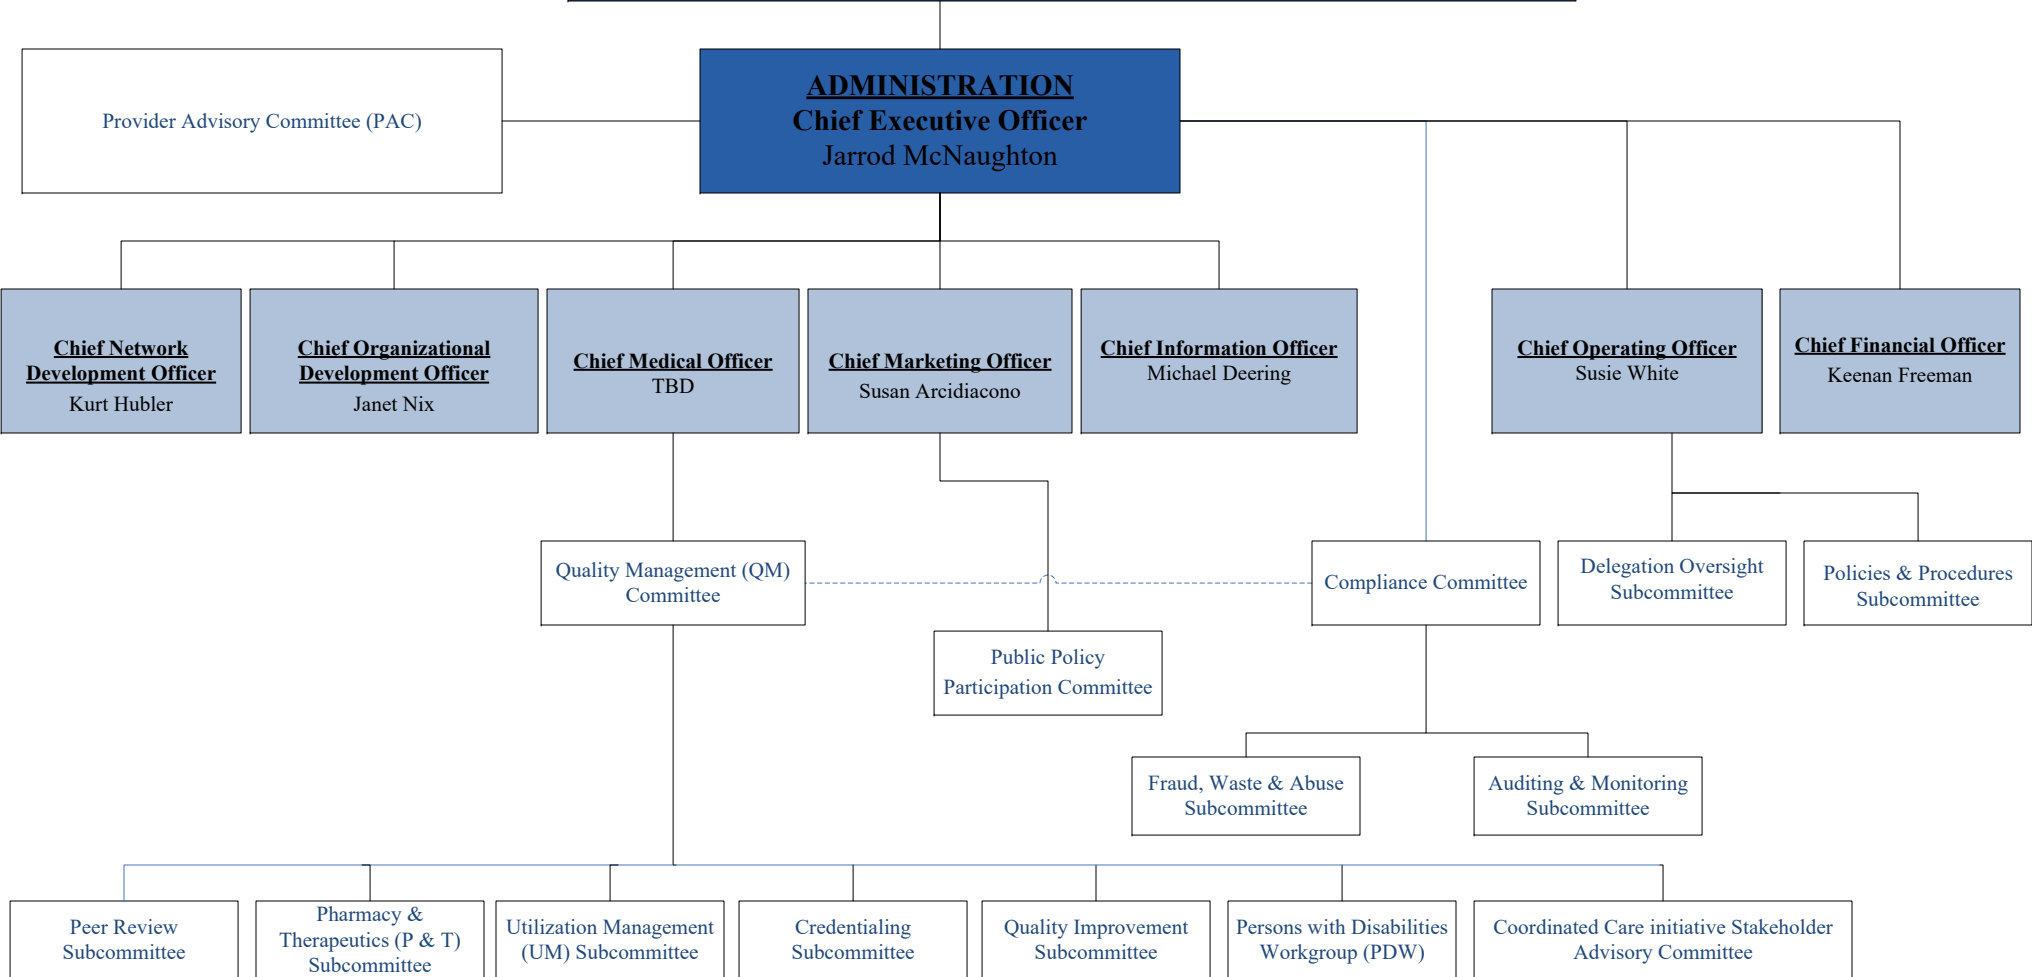 Provider Advisory Committee (PAC)
ADMINISTRATION
Chief Executive Officer
Jarrod McNaughton
Chief Network
Development Officer
Kurt Hubler
Chief Organizational
Development Officer
Janet Nix
Chief Medical Officer
TBD
Chief Marketing Officer
Susan Arcidiacono
Chief Information Officer
Michael Deering
Chief Operating Officer
Susie White
Chief Financial Officer
Keenan Freeman
Quality Management (QM)
Committee
Compliance Committee
Delegation Oversight
Subcommittee
Policies & Procedures
Subcommittee
Public Policy
Participation Committee
Fraud, Waste & Abuse
Subcommittee
Auditing & Monitoring
Subcommittee
Peer Review
Subcommittee
Pharmacy &
Therapeutics (P & T)
Subcommittee
Utilization Management
(UM) Subcommittee
Credentialing
Subcommittee
Quality Improvement
Subcommittee
Persons with Disabilities
Workgroup (PDW)
Coordinated Care initiative Stakeholder
Advisory Committee